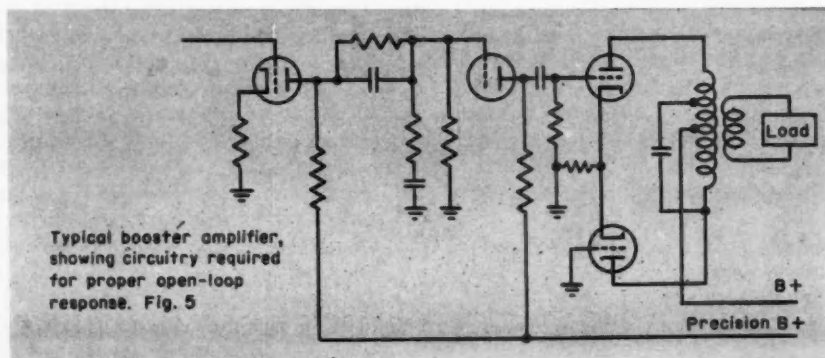 Load
Typical booster amplifier,
showing circuitry required
for proper open-loop
response. Fig. 5
B+
Precision B+